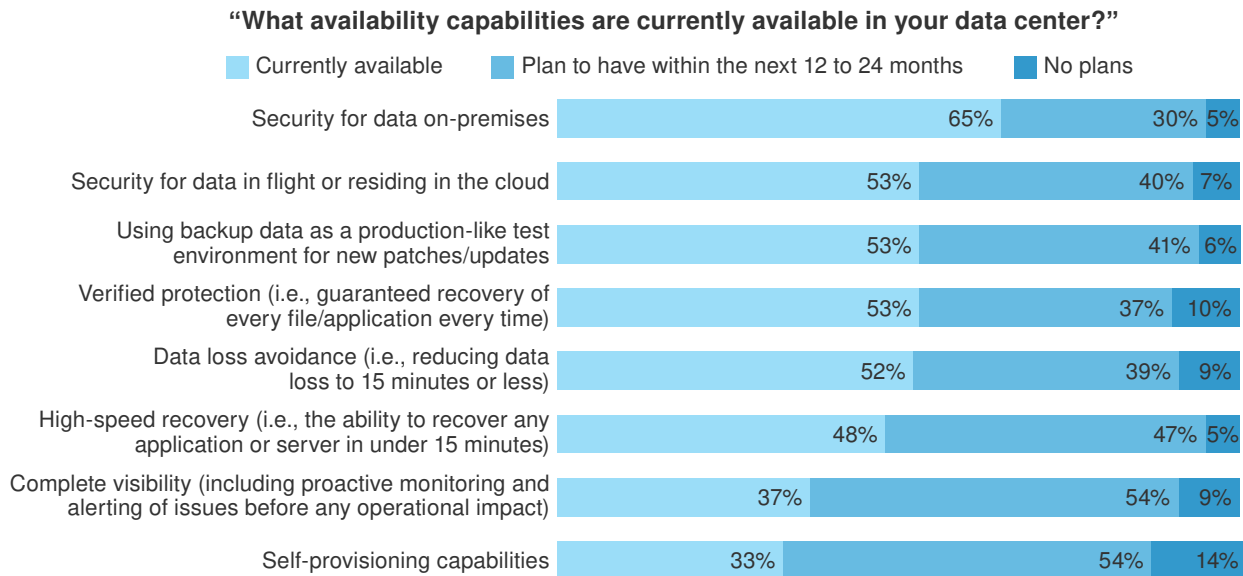 “What availability capabilities are currently available in your data center?”
Currently available Plan to have within the next 12 to 24 months No plans
Security for data on-premises 65% 30% 5%
Security for data in flight or residing in the cloud 53% 40% 7%
Using backup data as a production-like test
environment for new patches/updates 53% 41% 6%
Verified protection (i.e., guaranteed recovery of
every file/application every time) 53% 37% 10%
Data loss avoidance (i.e., reducing data
loss to 15 minutes or less) 52% 39% 9%
High-speed recovery (i.e., the ability to recover any
application or server in under 15 minutes) 48% 47% 5%
Complete visibility (including proactive monitoring and
alerting of issues before any operational impact) 37% 54% 9%
Self-provisioning capabilities 33% 54% 14%